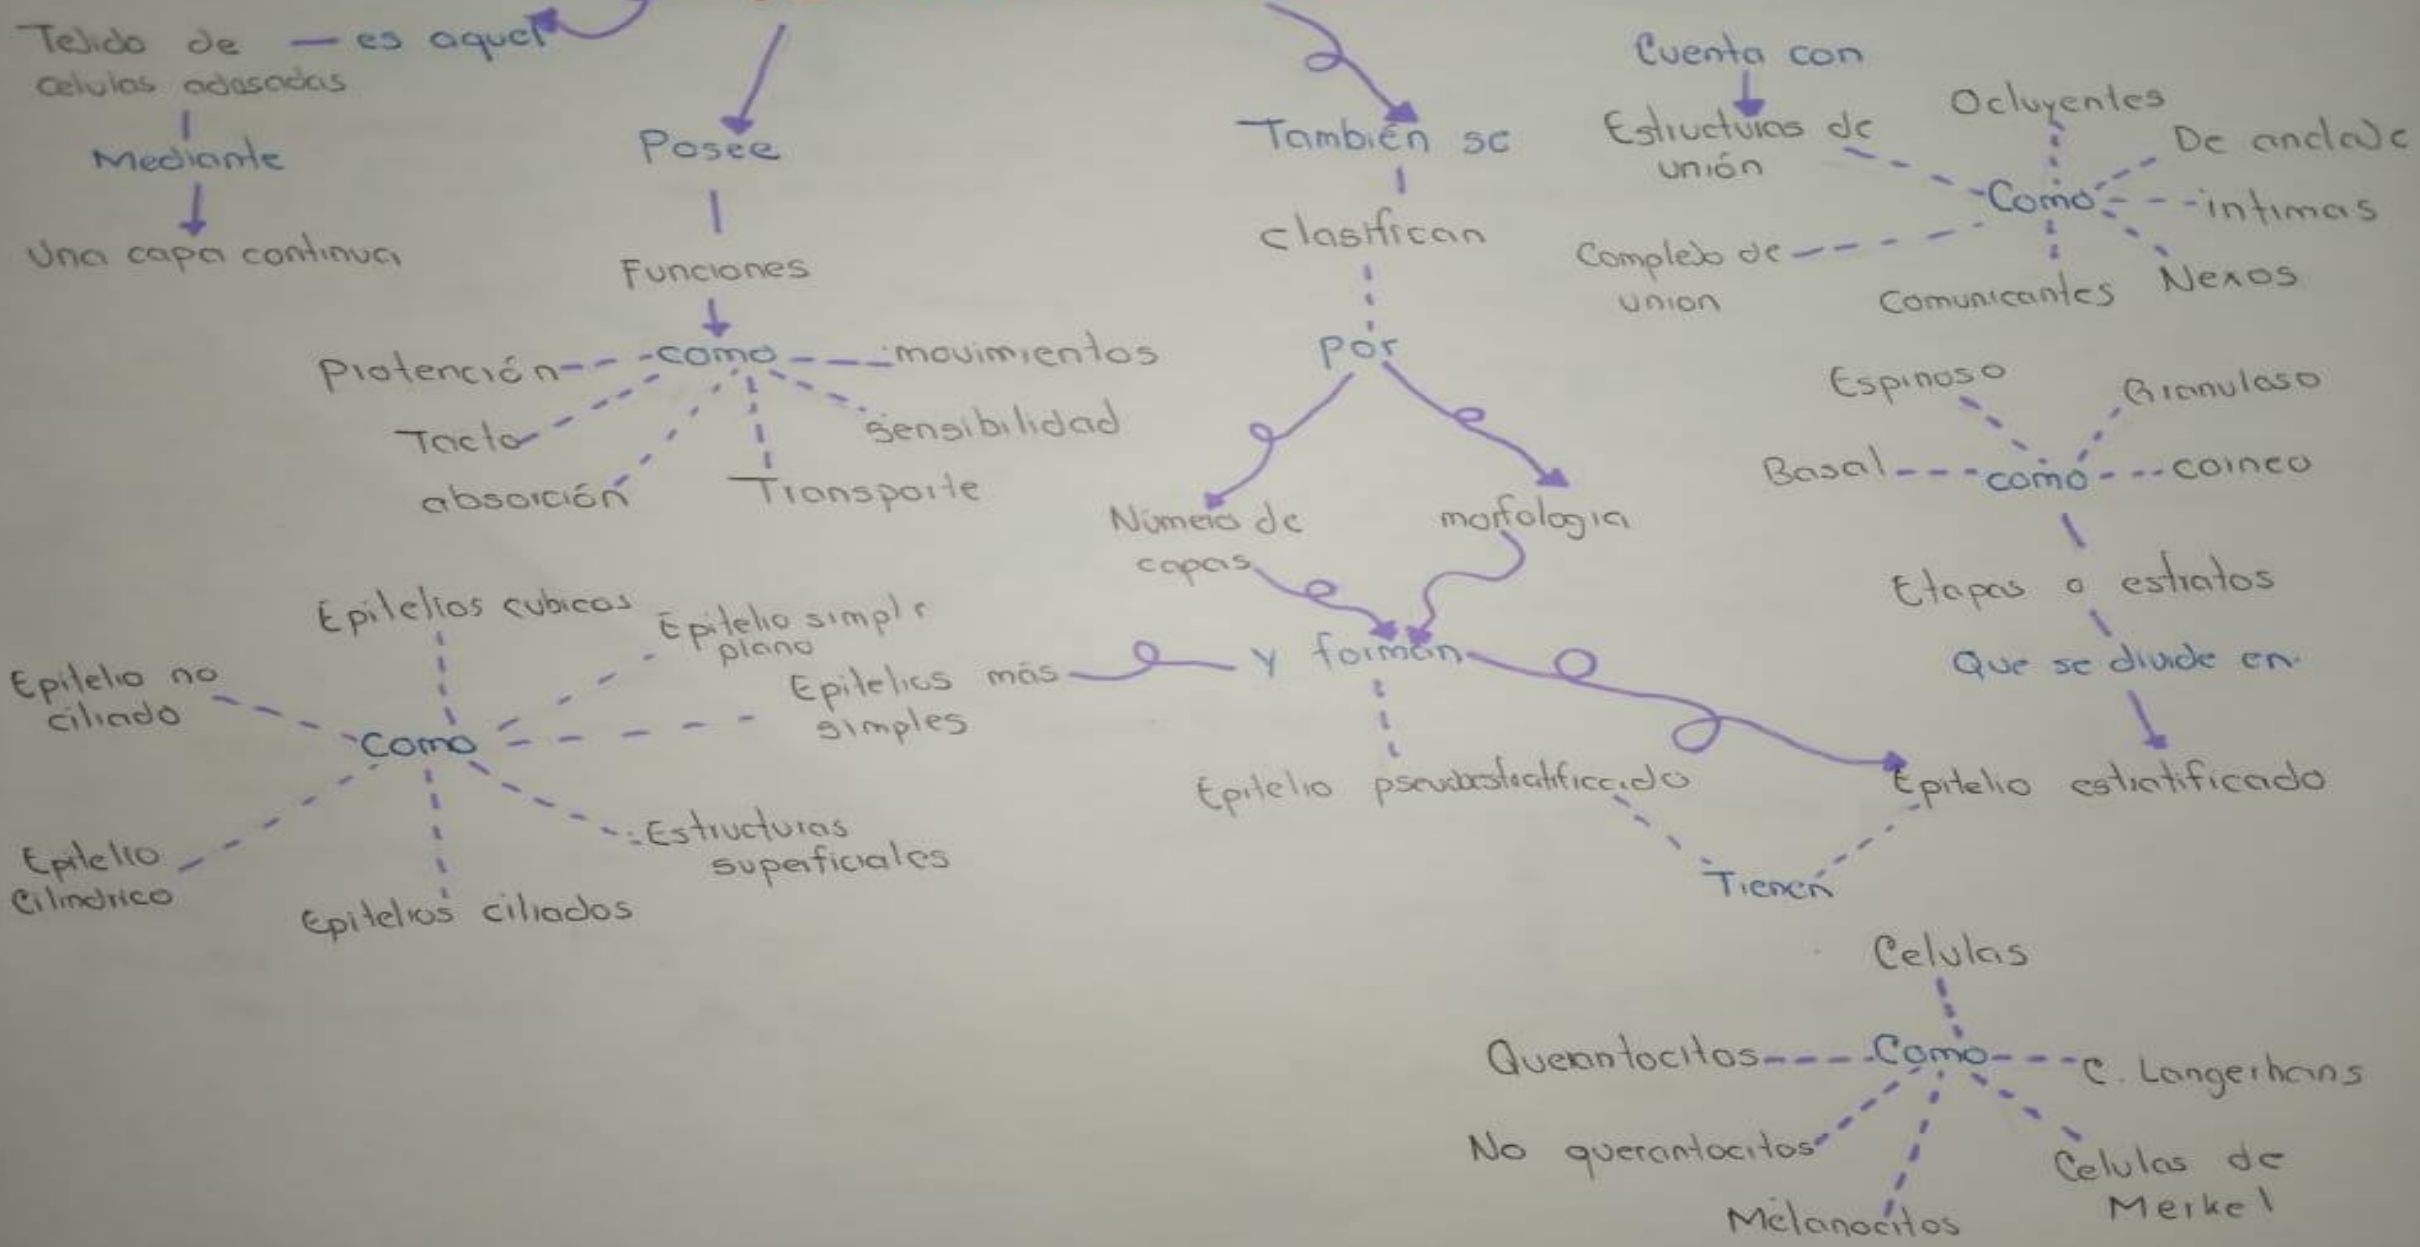 Tejido de — es aquel
celulas adosadas
Mediante
Una capa continua
Posee
Funciones
como
Protención
movimientos
Tacto
sensibilidad
absorción
Transporte
También se
clasifican
por
Número de
capas
morfologia
y forman
Epitelios más
simples
Epitelio pseudoestratificado
Epitelio estratificado
Tienen
Cuenta con
Estructuras de
unión
Como
Ocluyentes
De anclaje
intimas
Nexos
Comunicantes
Complejo de
union
Espinoso
Granuloso
Basal
como
corneo
Etapas o estratos
Que se divide en
Epitelios cubicos
Epitelio simple
plano
Epitelio no
ciliado
Como
Estructuras
superficiales
Epitelio
Cilindrico
Epitelios ciliados
Celulas
Como
Querantocitos
C. Langerhans
No querantocitos
Celulas de
Merkel
Melanocitos